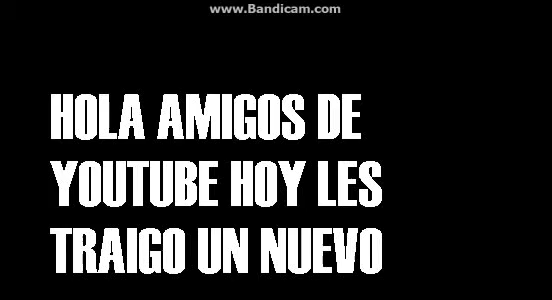 www.Bandicam.com
HOLA AMIGOS DE
YOUTUBE HOY LES
TRAIGO UN NUEVO